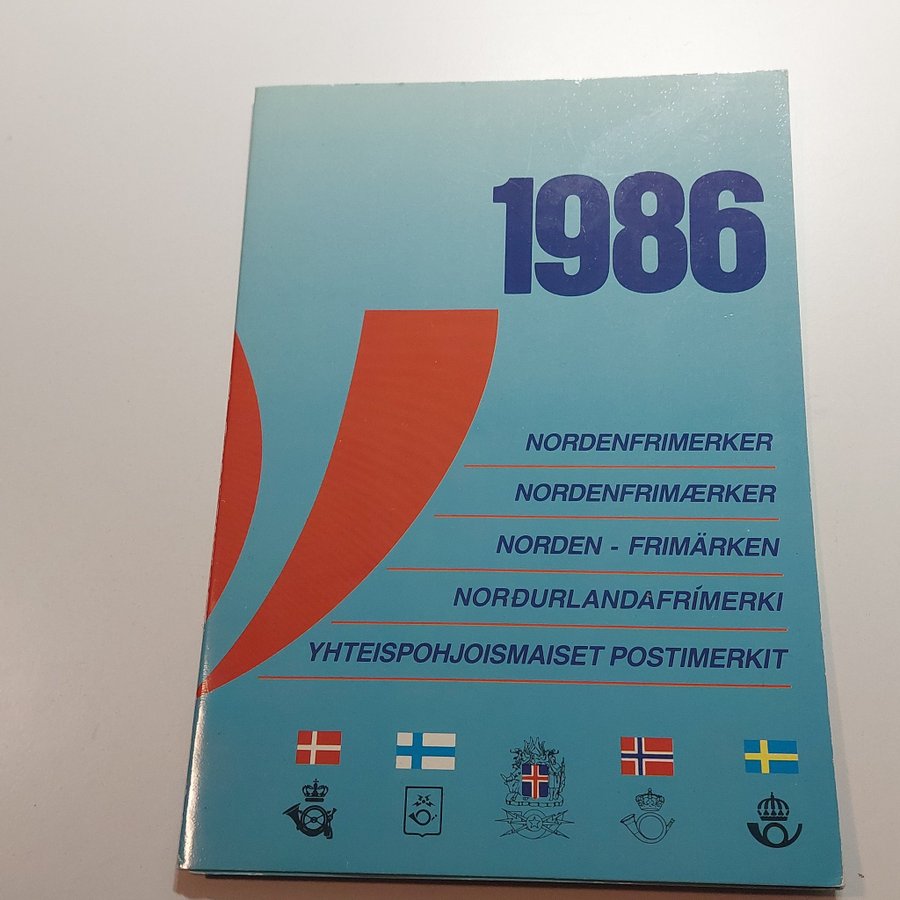 1986
NORDENFRIMERKER
NORDENFRIMÆRKER
NORDEN - FRIMÄRKEN
NORÐURLANDAFRÍMERKI
YHTEISPOHJOISMAISET POSTIMERKIT